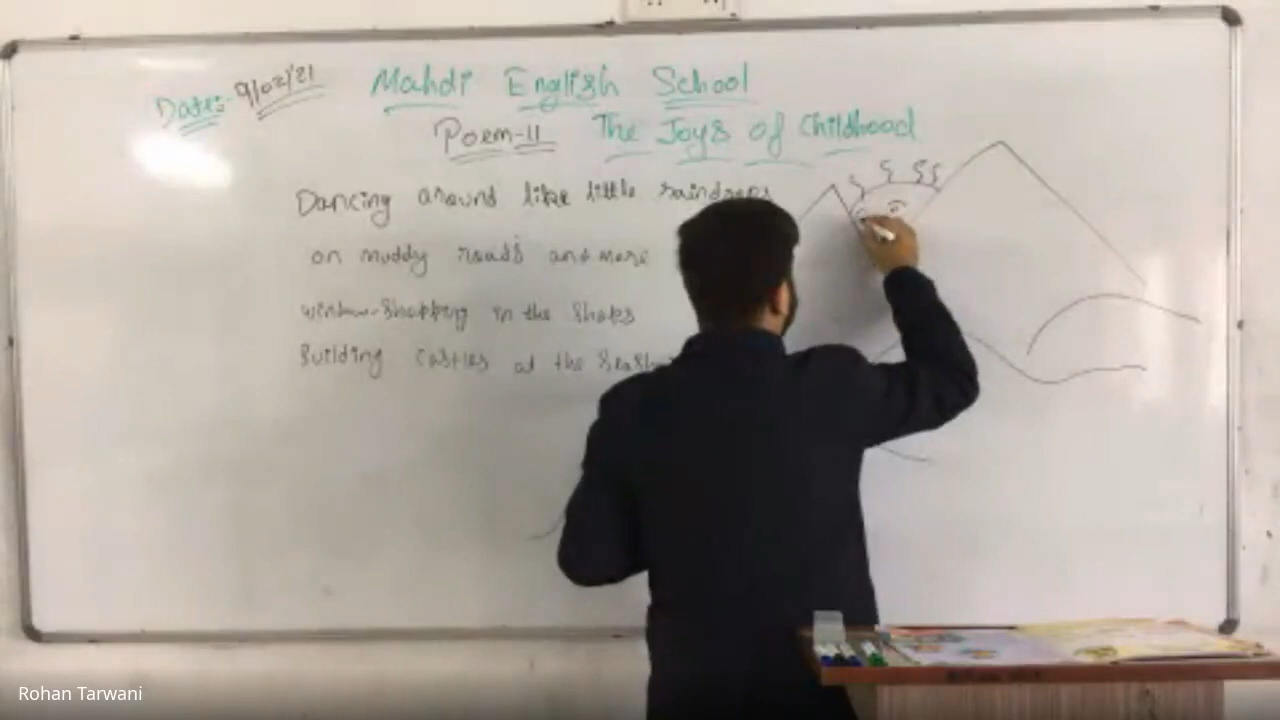 Date:- 9/02/21 Mahdi English School
Poem-11 The Joys of Childhood
Dancing around like little raindrops
on muddy roads and more
window-shopping in the shops
Building castles at the
Rohan Tarwani